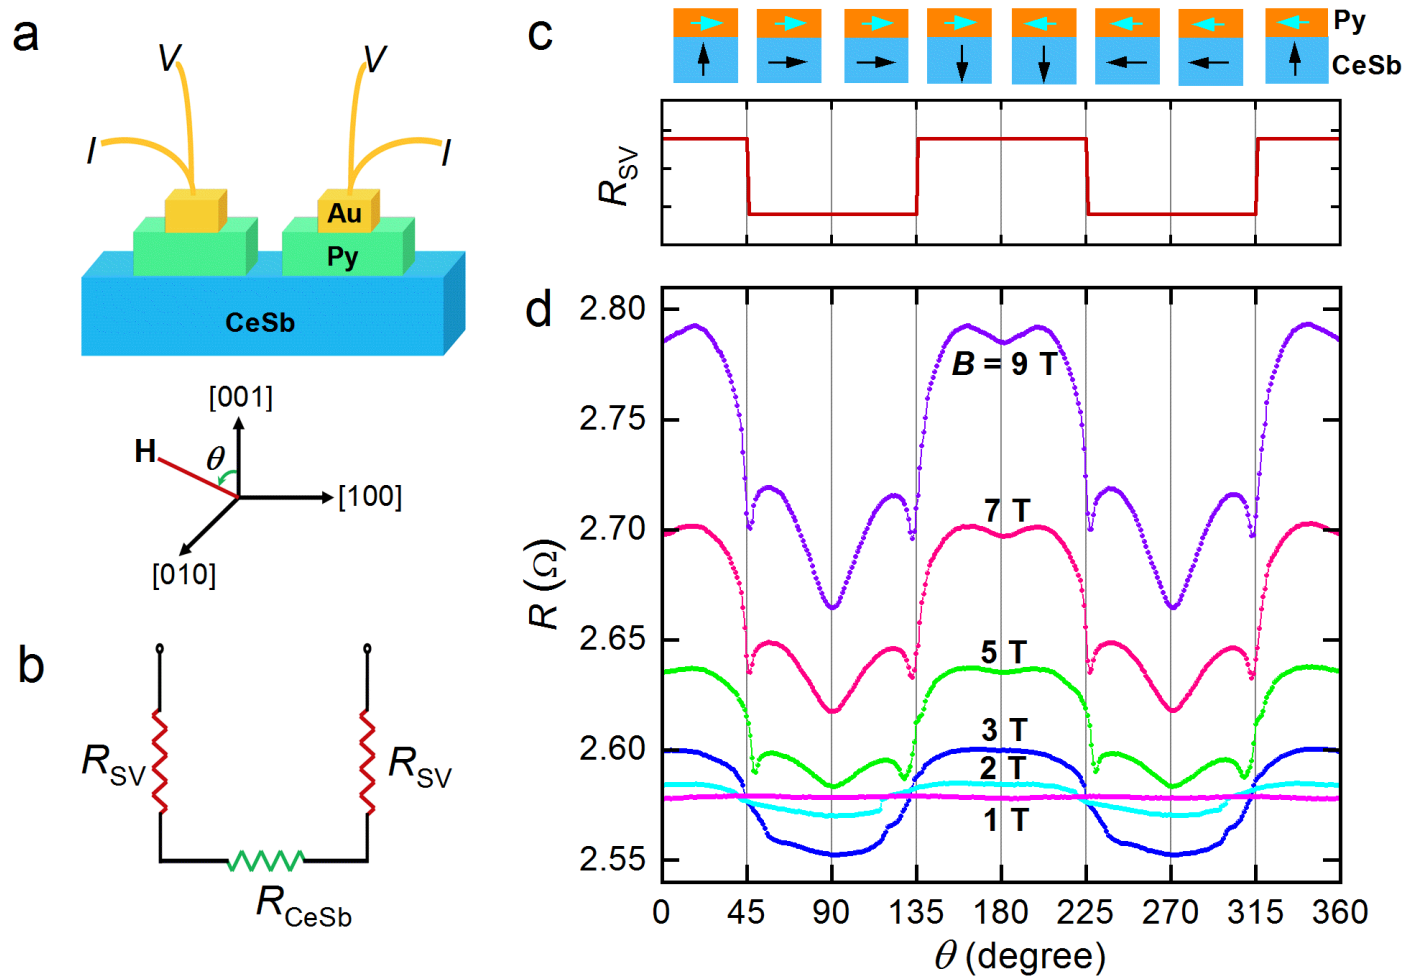 a
V
V
I
I
Au
Py
CeSb
[001]
H
θ
[100]
[010]
b
RSV
RSV
RCeSb
c
Py
CeSb
RSV
d
2.80
2.75
2.70
2.65
2.60
2.55
R (Ω)
B = 9 T
7 T
5 T
3 T
2 T
1 T
0 45 90 135 180 225 270 315 360
θ (degree)